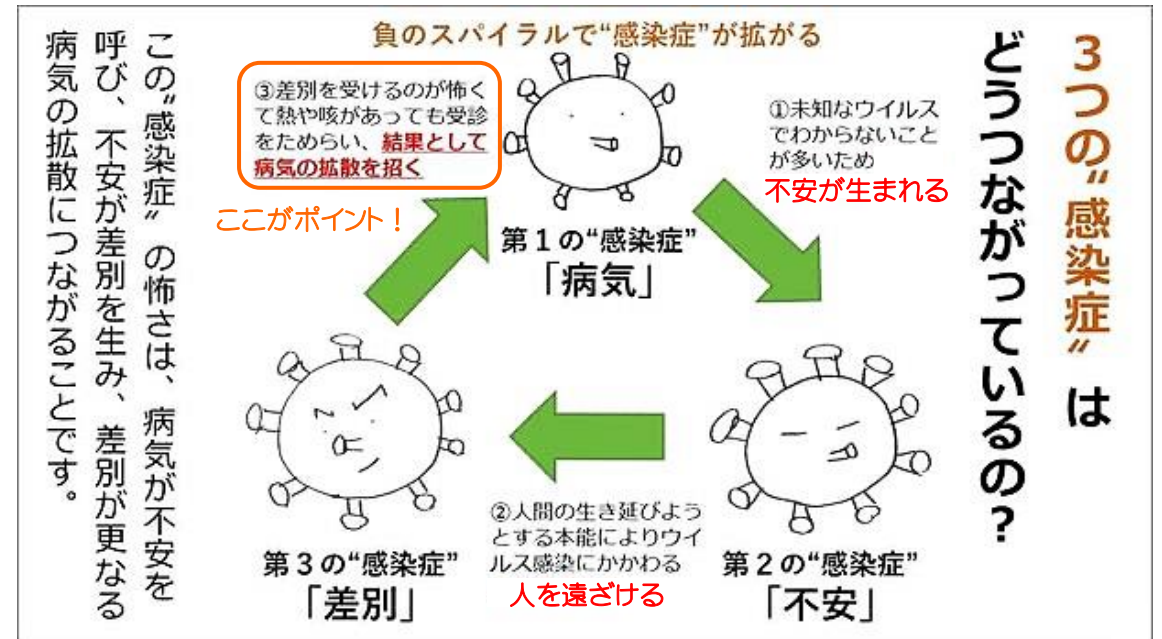 3つの〝感染症〟は
どうつながっているの?
負のスパイラルで“感染症”が拡がる
①未知なウイルス
でわからないこと
が多いため
不安が生まれる
③差別を受けるのが怖く
て熱や咳があっても受診
をためらい、結果として
病気の拡散を招く
ここがポイント!
第1の“感染症”
「病気」
②人間の生き延びよう
とする本能によりウイ
ルス感染にかかわる
人を遠ざける
第2の“感染症”
「不安」
第3の“感染症”
「差別」
この〝感染症〟の怖さは、病気が不安を
呼び、不安が差別を生み、差別が更なる
病気の拡散につながることです。